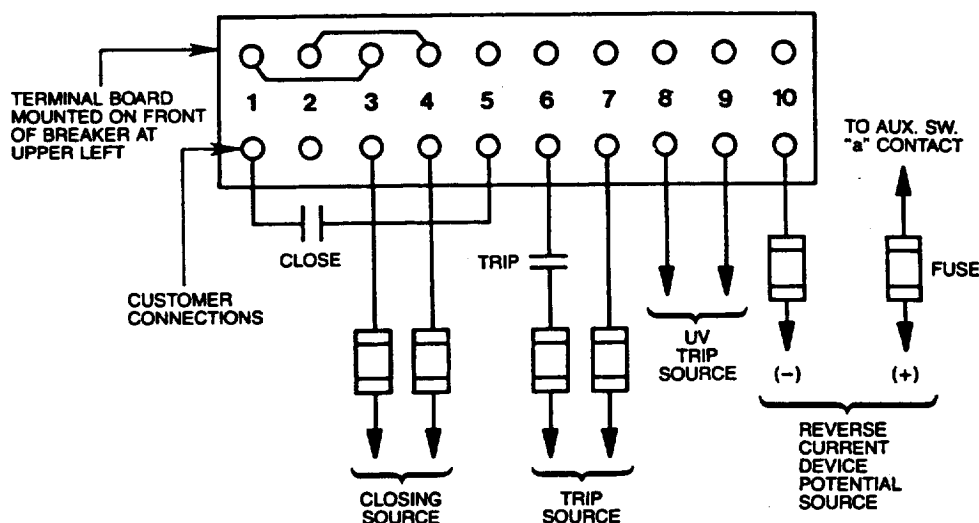 1 2 3 4 5 6 7 8 9 10
TERMINAL BOARD
MOUNTED ON FRONT
OF BREAKER AT
UPPER LEFT
TO AUX. SW.
"a" CONTACT
CLOSE
TRIP
FUSE
CUSTOMER
CONNECTIONS
UV
TRIP
SOURCE
(-) (+)
CLOSING
SOURCE
TRIP
SOURCE
REVERSE
CURRENT
DEVICE
POTENTIAL
SOURCE